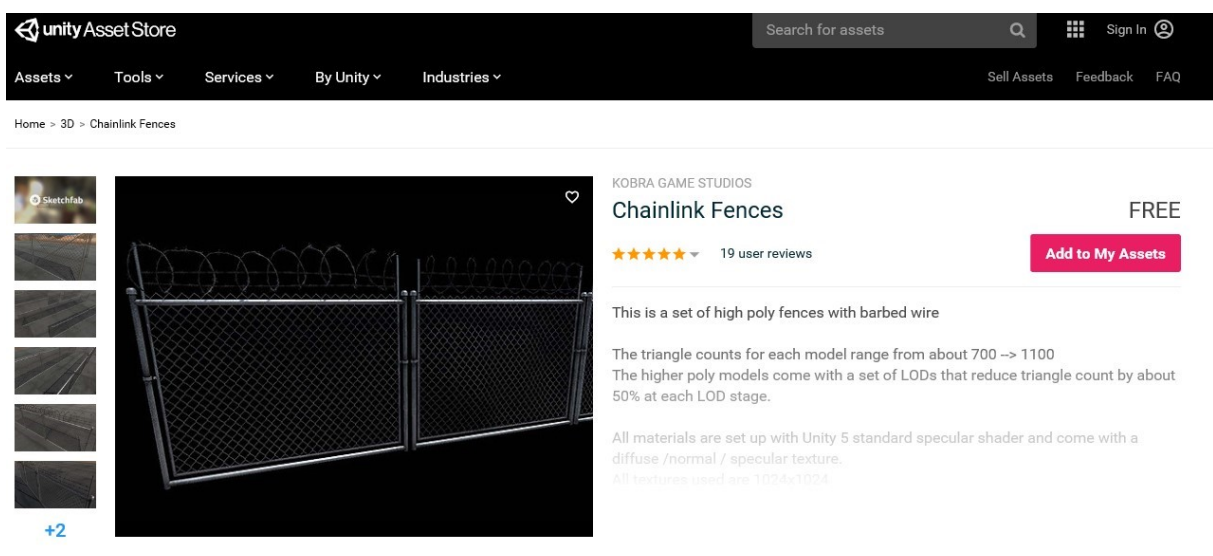 unity Asset Store
Search for assets
Sign In
Assets
Tools
Services
By Unity
Industries
Sell Assets
Feedback
FAQ
Home > 3D > Chainlink Fences
Sketchfab
+2
KOBRA GAME STUDIOS
Chainlink Fences
FREE
19 user reviews
Add to My Assets
This is a set of high poly fences with barbed wire
The triangle counts for each model range from about 700 --> 1100
The higher poly models come with a set of LODs that reduce triangle count by about
50% at each LOD stage.
All materials are set up with Unity 5 standard specular shader and come with a
diffuse /normal / specular texture.
All textures used are 1024x1024